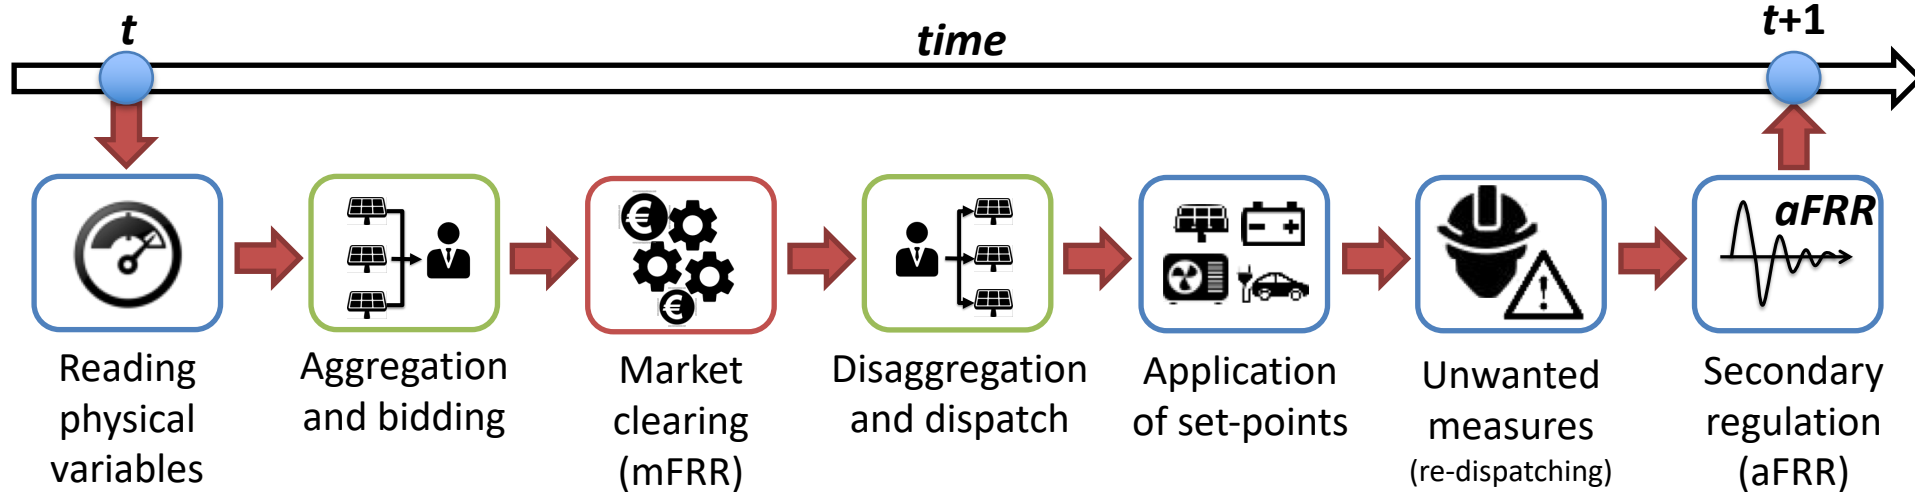 t
time
t+1
aFRR
Reading
physical
variables
Aggregation
and bidding
Market
clearing
(mFRR)
Disaggregation
and dispatch
Application
of set-points
Unwanted
measures
(re-dispatching)
Secondary
regulation
(aFRR)